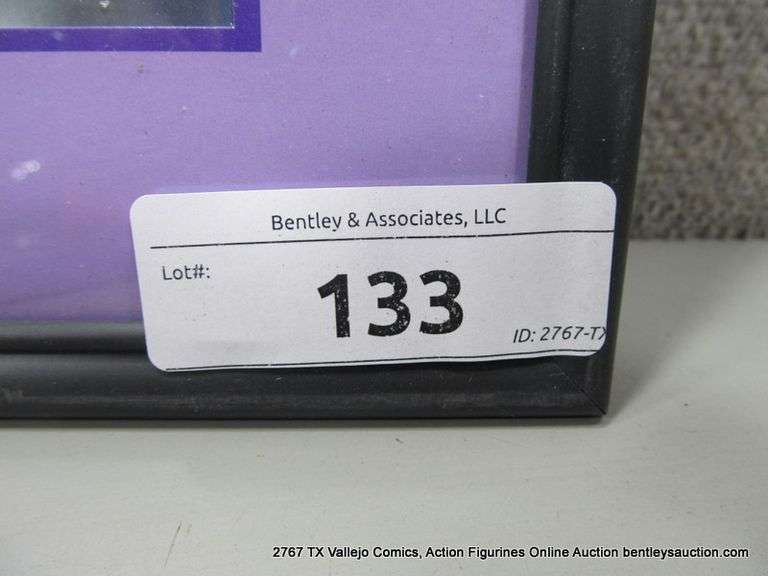 Bentley & Associates, LLC
Lot#:
133
ID: 2767-TX
2767 TX Vallejo Comics, Action Figurines Online Auction bentleysauction.com